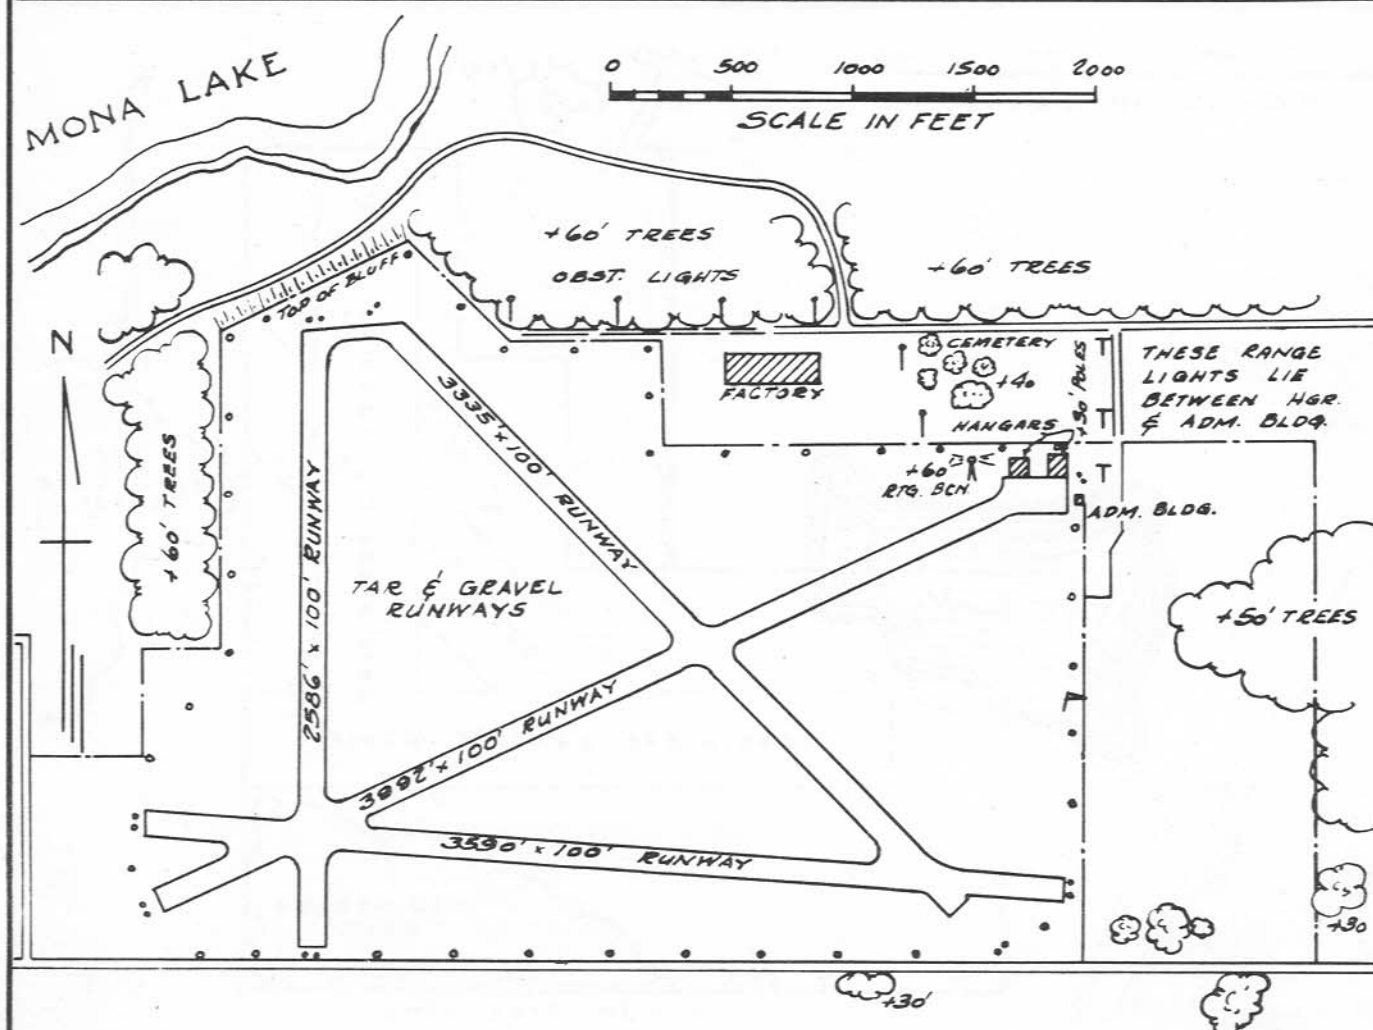 MONA LAKE
0 500 1000 1500 2000
SCALE IN FEET
+60' TREES
OBST. LIGHTS
+60' TREES
TOP OF BLUFF
N
CEMETERY
+40
+30' POLES
THESE RANGE
LIGHTS LIE
BETWEEN HGR.
& ADM. BLDG.
FACTORY
HANGARS
+60'
RTG. BCN.
ADM. BLDG.
+60' TREES
3335' x 100' RUNWAY
2586' x 100' RUNWAY
TAR & GRAVEL
RUNWAYS
+50' TREES
3892' x 100' RUNWAY
3590' x 100' RUNWAY
+30
+30'